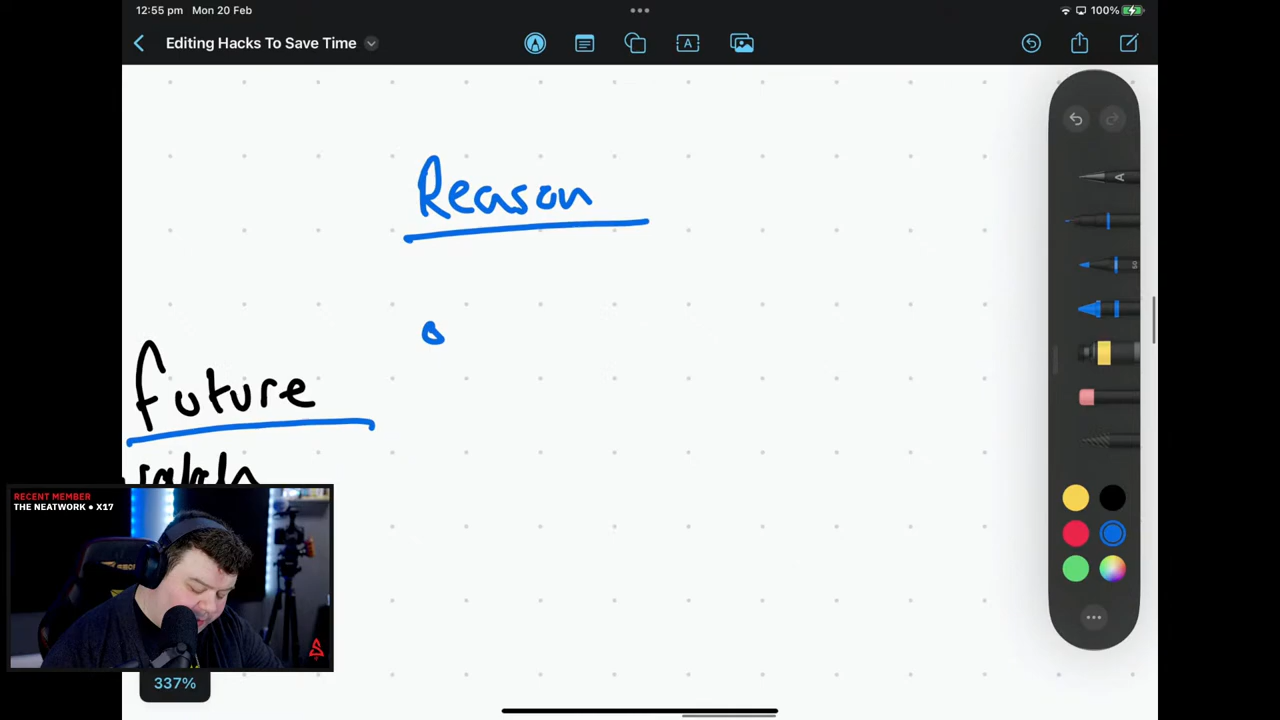 12:55 pm Mon 20 Feb
100%
Editing Hacks To Save Time
A
A
50
Reason
future
RECENT MEMBER
THE NEATWORK ● X17
337%